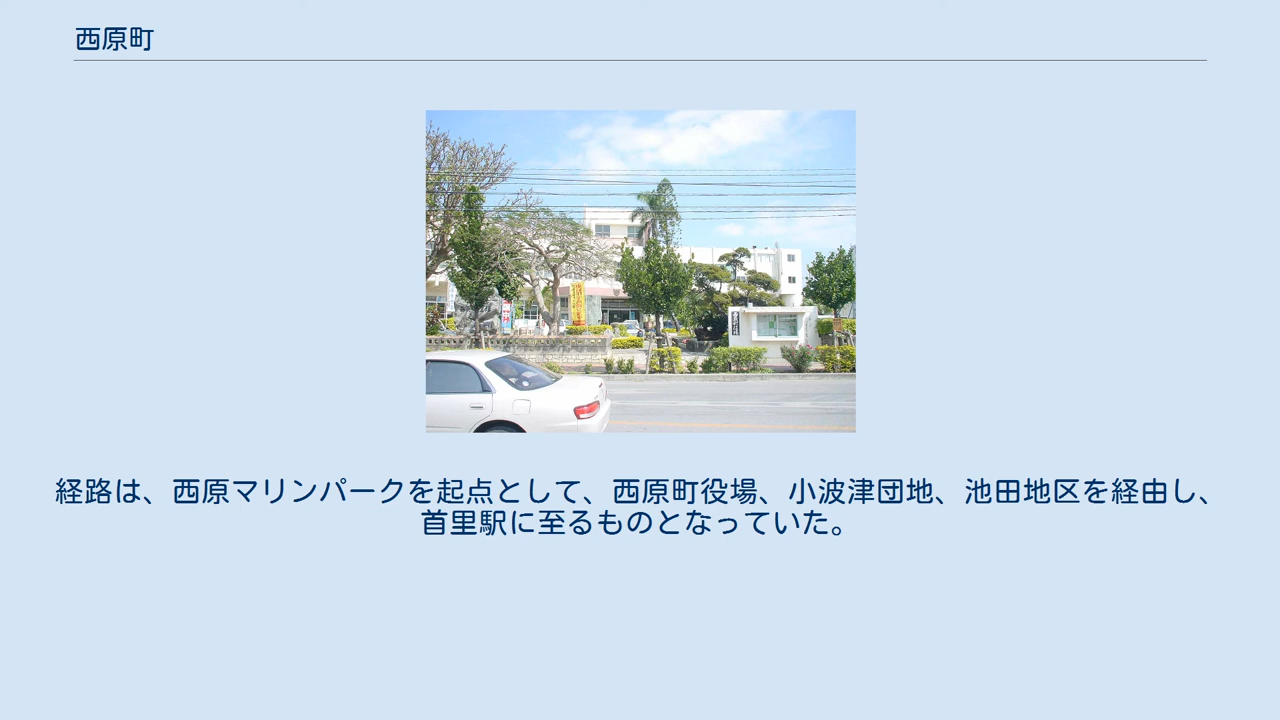 西原町
経路は、西原マリンパークを起点として、西原町役場、小波津団地、池田地区を経由し、
首里駅に至るものとなっていた。